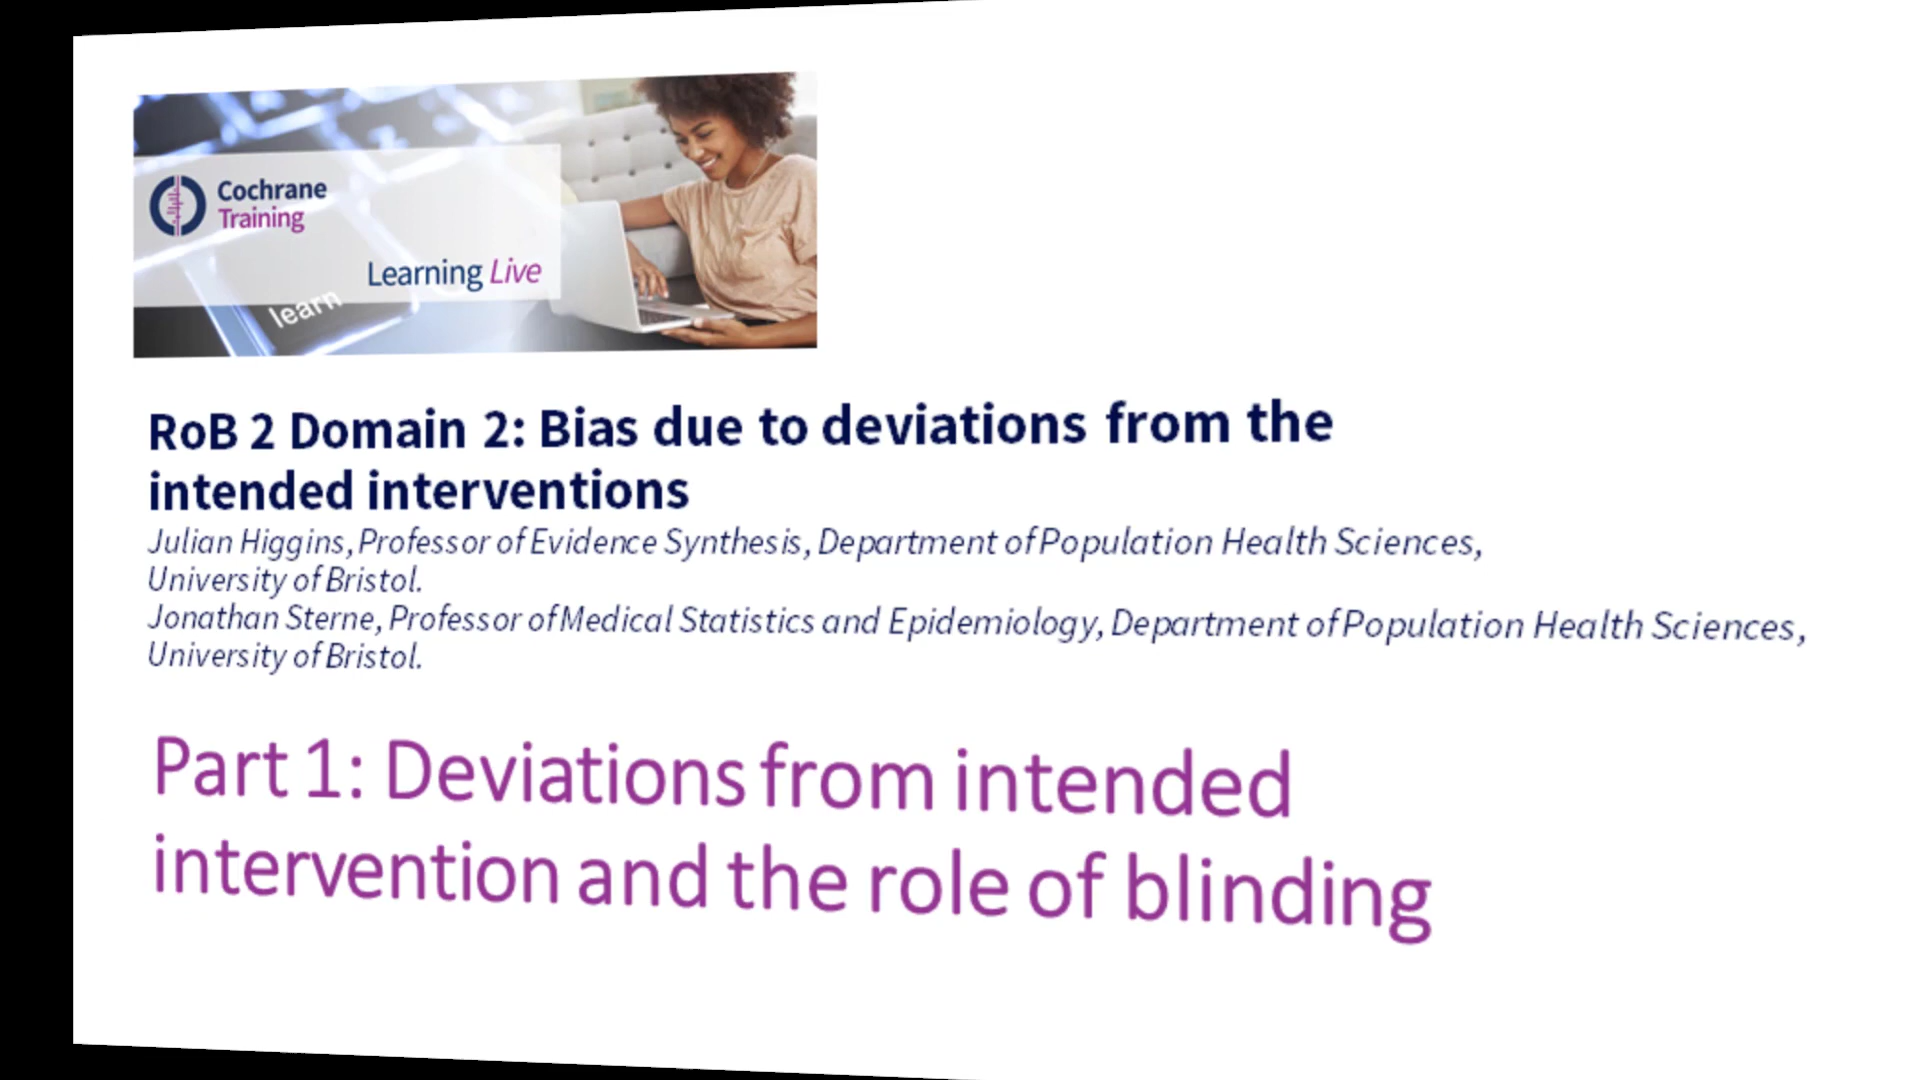 Cochrane
Training
Learning Live
learn
RoB 2 Domain 2: Bias due to deviations from the
intended interventions
Julian Higgins, Professor of Evidence Synthesis, Department of Population Health Sciences,
University of Bristol.
Jonathan Sterne, Professor of Medical Statistics and Epidemiology, Department of Population Health Sciences,
University of Bristol.
Part 1: Deviations from intended
intervention and the role of blinding